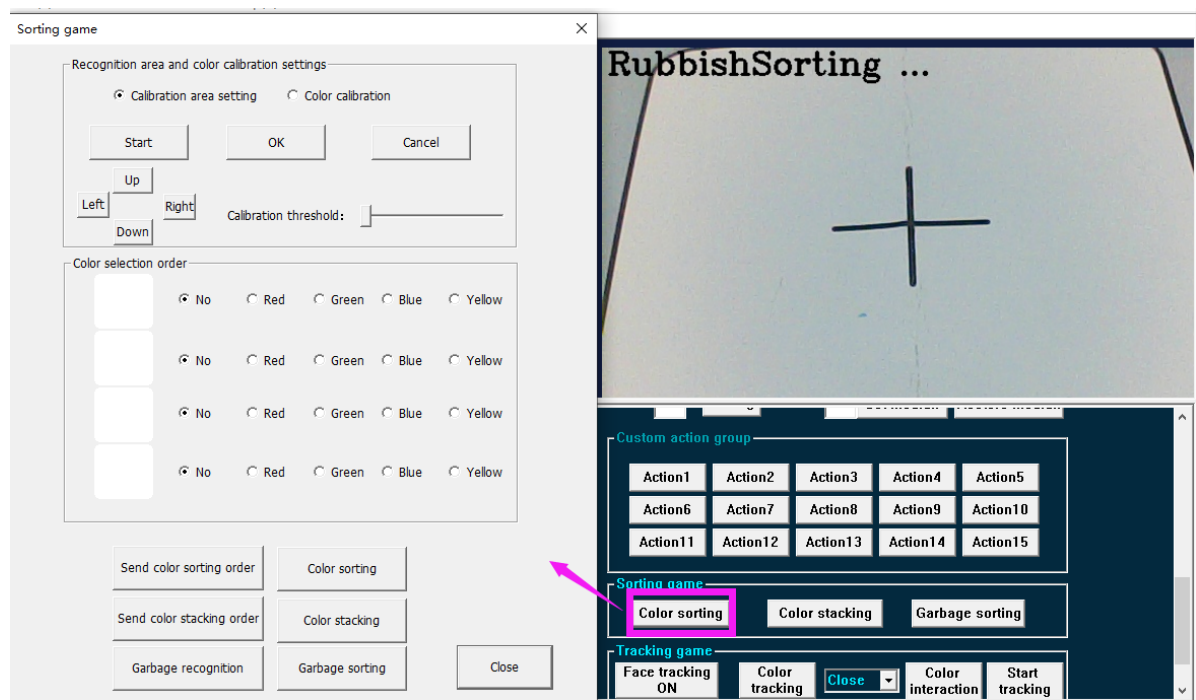 Sorting game
Recognition area and color calibration settings
Calibration area setting Color calibration
Start OK Cancel
Up
Left Right
Calibration threshold:
Down
Color selection order
No Red Green Blue Yellow
No Red Green Blue Yellow
No Red Green Blue Yellow
No Red Green Blue Yellow
Send color sorting order Color sorting
Send color stacking order Color stacking
Garbage recognition Garbage sorting Close
RubbishSorting ...
Custom action group
Action1 Action2 Action3 Action4 Action5
Action6 Action7 Action8 Action9 Action10
Action11 Action12 Action13 Action14 Action15
Sorting game
Color sorting Color stacking Garbage sorting
Tracking game
Face tracking ON Color tracking Close Color interaction Start tracking